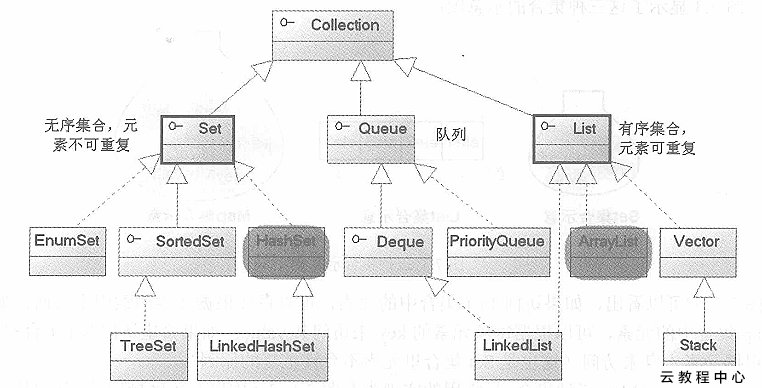 Collection
无序集合，元
素不可重复
Set
Queue
队列
List
有序集合，
元素可重复
EnumSet
SortedSet
HashSet
Deque
PriorityQueue
ArrayList
Vector
TreeSet
LinkedHashSet
LinkedList
Stack
云教程中心